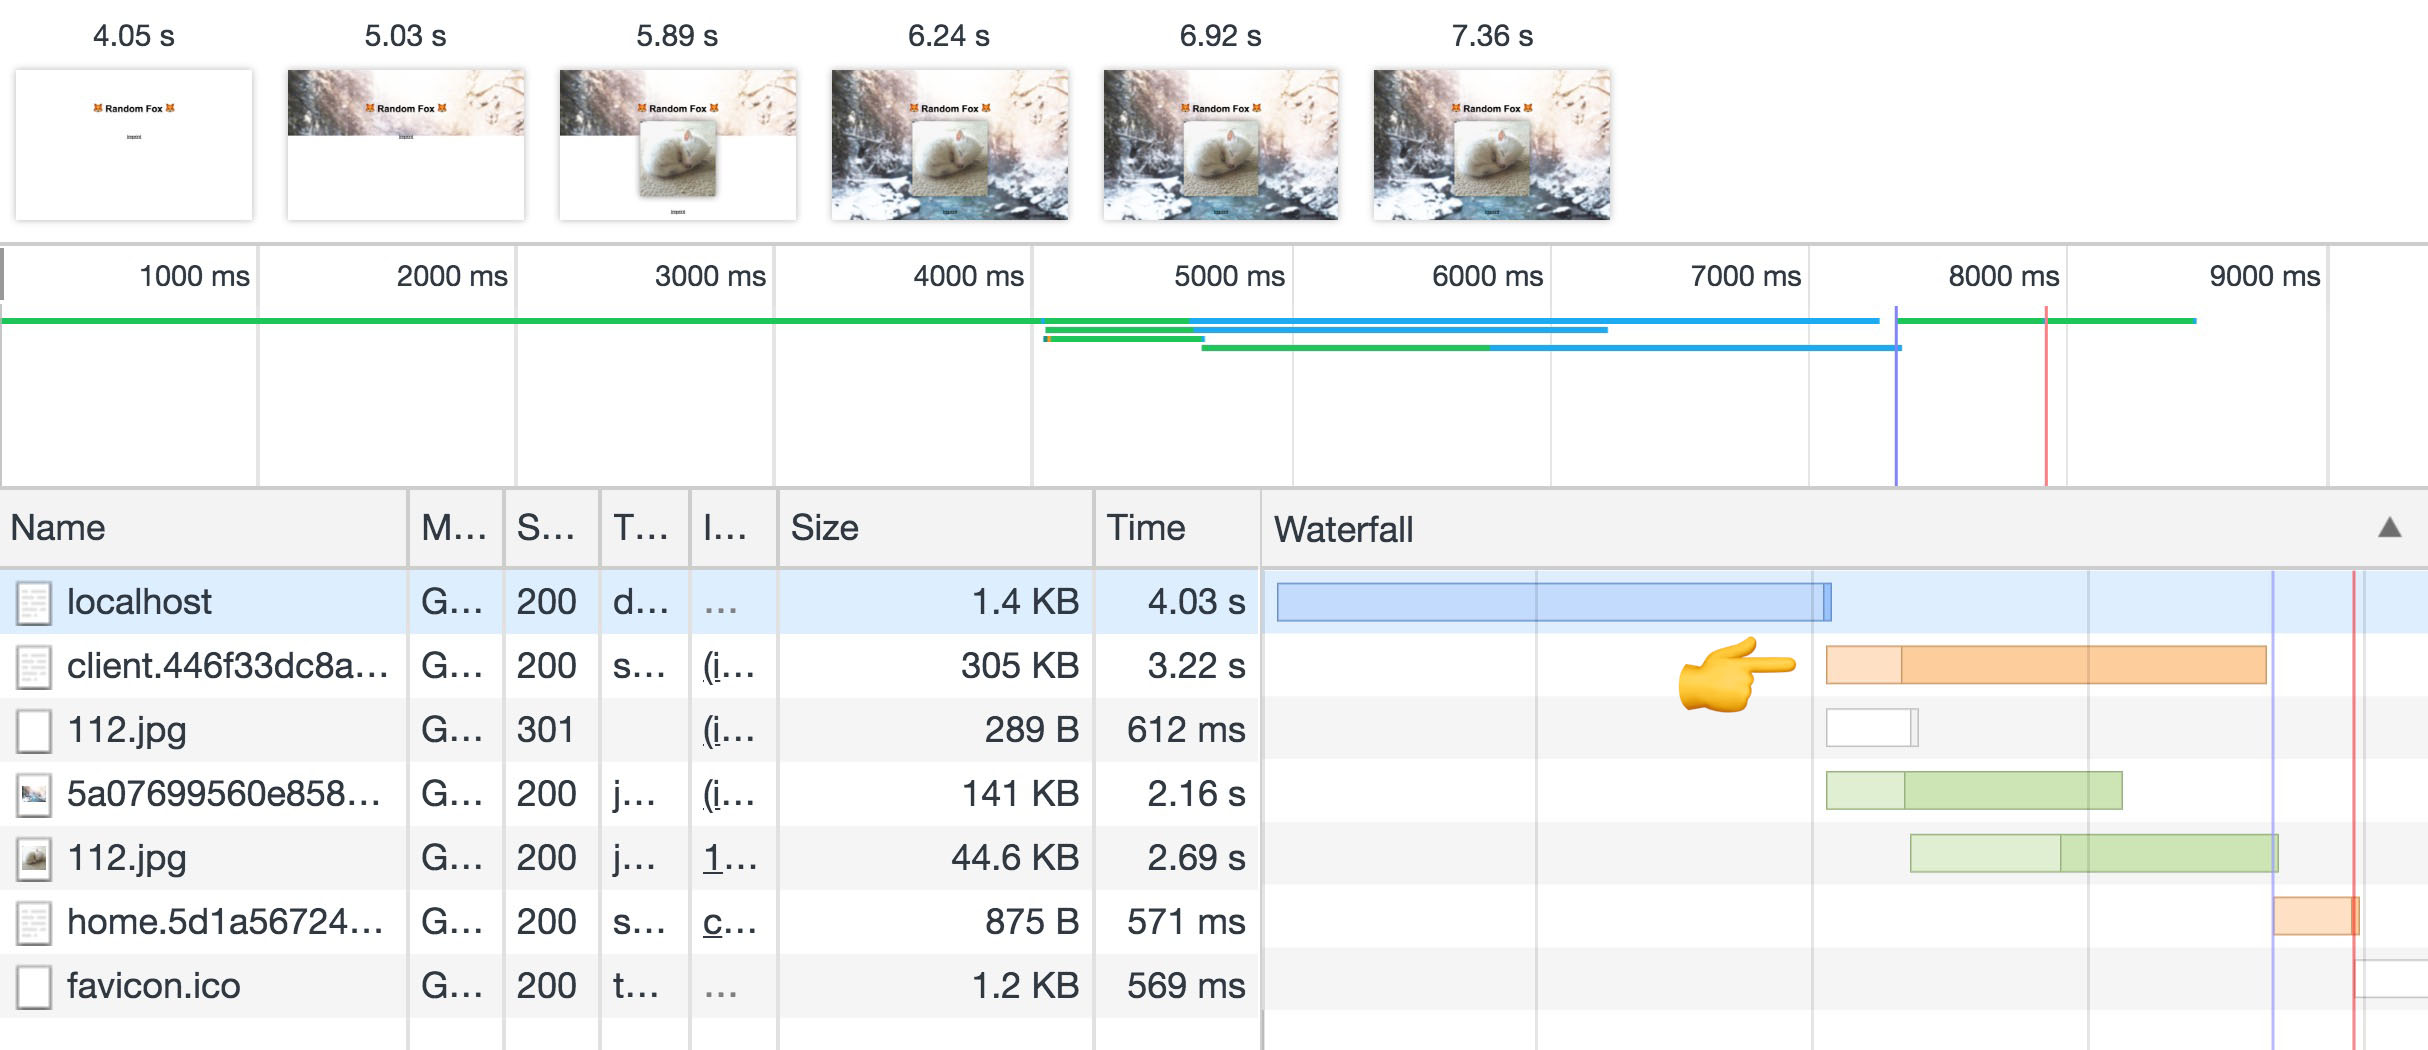 4.05 s 5.03 s 5.89 s 6.24 s 6.92 s 7.36 s
🦊 Random Fox 🦊 🦊 Random Fox 🦊 🦊 Random Fox 🦊 🦊 Random Fox 🦊 🦊 Random Fox 🦊 🦊 Random Fox 🦊
1000 ms 2000 ms 3000 ms 4000 ms 5000 ms 6000 ms 7000 ms 8000 ms 9000 ms
Name M... S... T... I... Size Time Waterfall
localhost G... 200 d... ... 1.4 KB 4.03 s
client.446f33dc8a... G... 200 s... (i... 305 KB 3.22 s
112.jpg G... 301 (i... 289 B 612 ms
5a07699560e858... G... 200 j... (i... 141 KB 2.16 s
112.jpg G... 200 j... 1... 44.6 KB 2.69 s
home.5d1a56724... G... 200 s... c... 875 B 571 ms
favicon.ico G... 200 t... ... 1.2 KB 569 ms